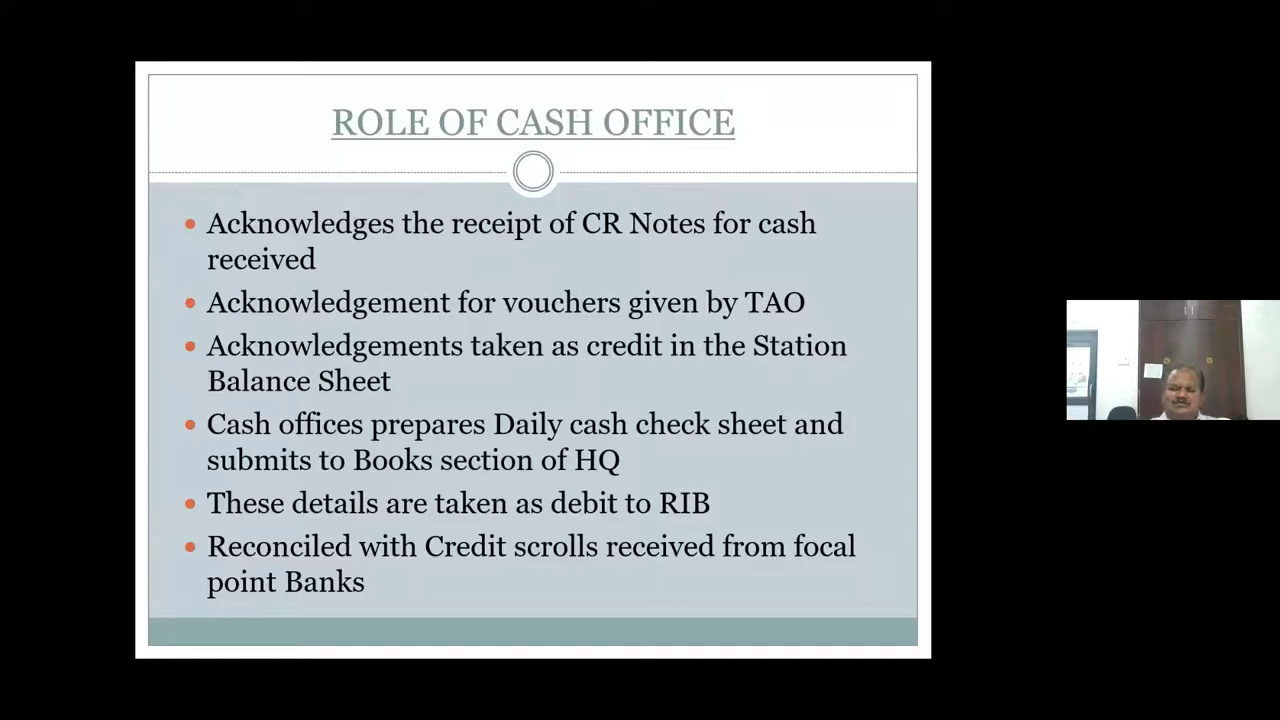 ROLE OF CASH OFFICE
Acknowledges the receipt of CR Notes for cash
received
Acknowledgement for vouchers given by TAO
Acknowledgements taken as credit in the Station
Balance Sheet
Cash offices prepares Daily cash check sheet and
submits to Books section of HQ
These details are taken as debit to RIB
Reconciled with Credit scrolls received from focal
point Banks